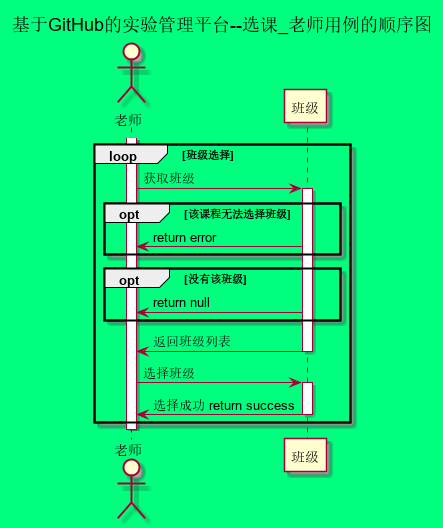 基于GitHub的实验管理平台--选课_老师用例的顺序图
老师
班级
loop [班级选择]
获取班级
opt [该课程无法选择班级]
return error
opt [没有该班级]
return null
返回班级列表
选择班级
选择成功 return success
老师
班级